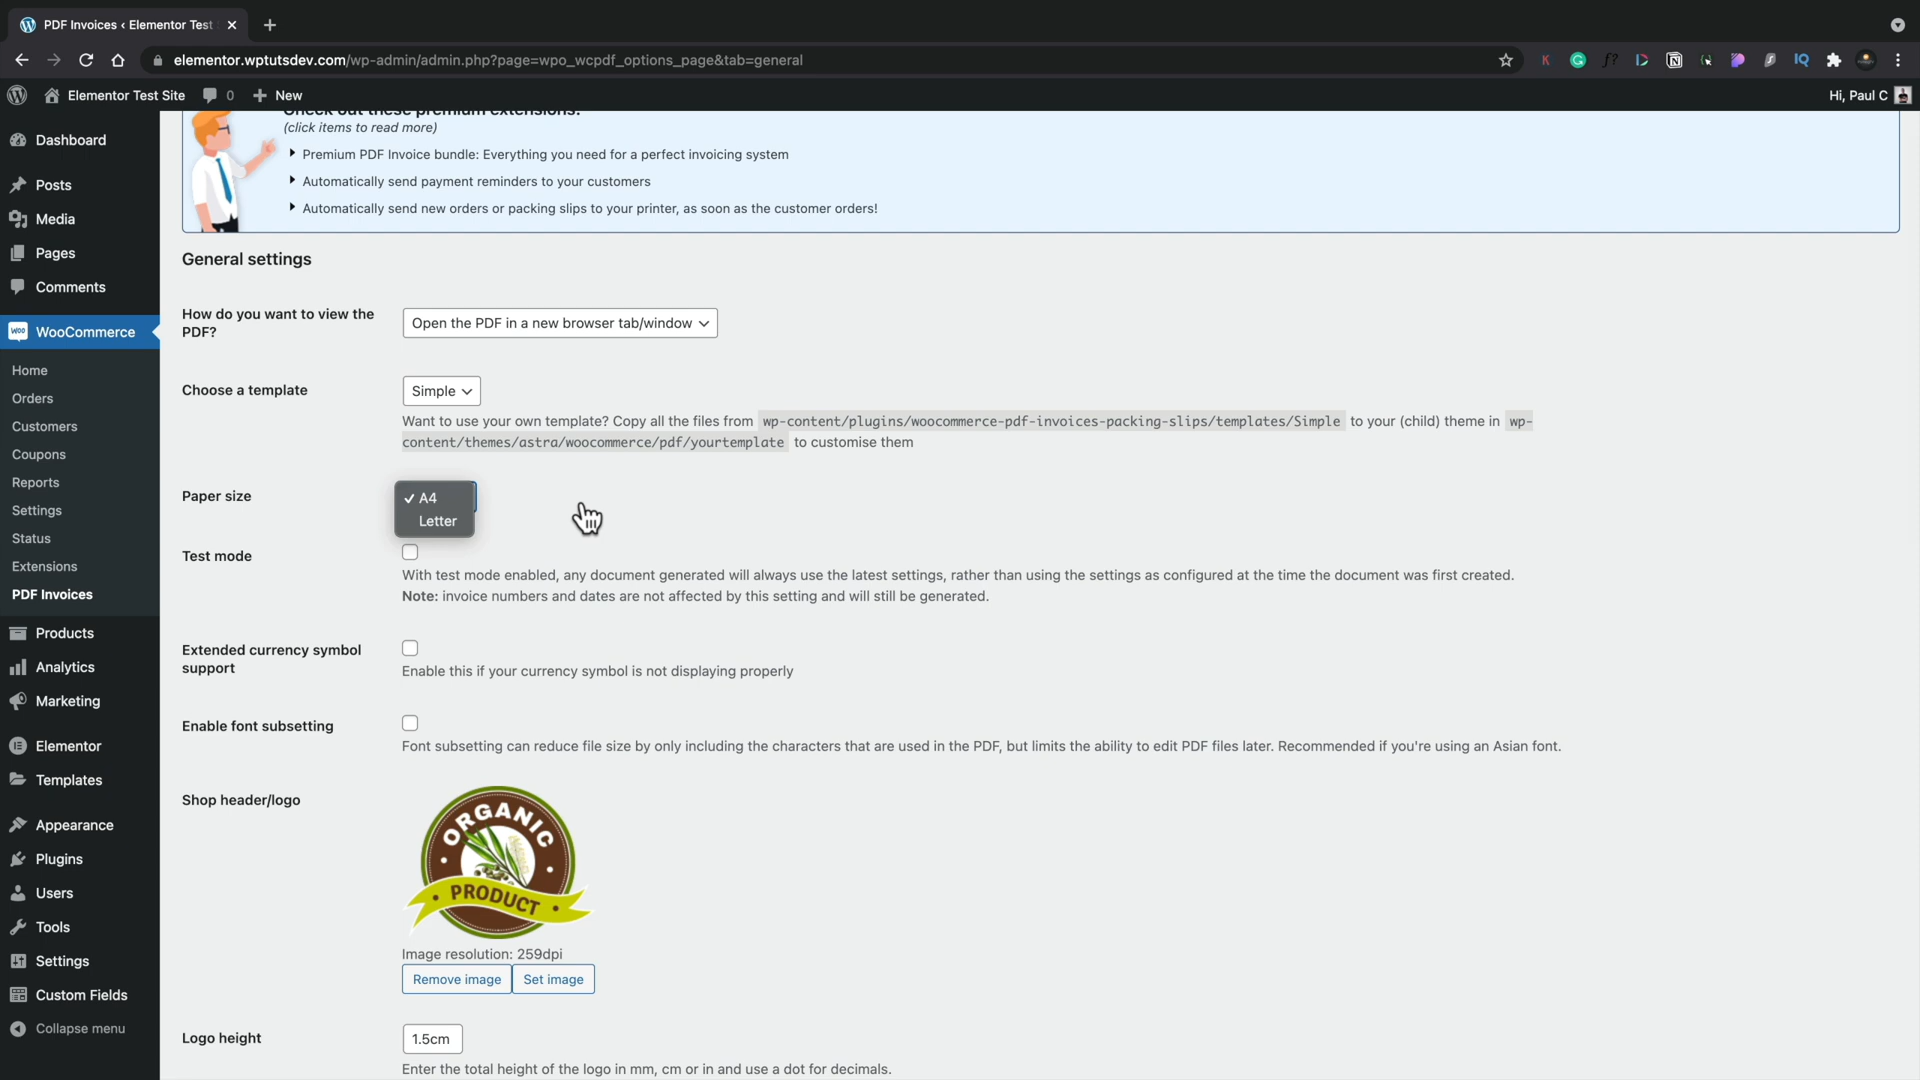 PDF Invoices ‹ Elementor Test
elementor.wptutsdev.com/wp-admin/admin.php?page=wpo_wcpdf_options_page&tab=general
Elementor Test Site
0
New
Hi, Paul C
Dashboard
Posts
Media
Pages
Comments
WooCommerce
Home
Orders
Customers
Coupons
Reports
Settings
Status
Extensions
PDF Invoices
Products
Analytics
Marketing
Elementor
Templates
Appearance
Plugins
Users
Tools
Settings
Custom Fields
Collapse menu
Check out these premium extensions!
(click items to read more)
Premium PDF Invoice bundle: Everything you need for a perfect invoicing system
Automatically send payment reminders to your customers
Automatically send new orders or packing slips to your printer, as soon as the customer orders!
General settings
How do you want to view the
PDF?
Open the PDF in a new browser tab/window
Choose a template
Simple
Want to use your own template? Copy all the files from wp-content/plugins/woocommerce-pdf-invoices-packing-slips/templates/Simple to your (child) theme in wp-
content/themes/astra/woocommerce/pdf/yourtemplate to customise them
Paper size
✓ A4
Letter
Test mode
With test mode enabled, any document generated will always use the latest settings, rather than using the settings as configured at the time the document was first created.
Note: invoice numbers and dates are not affected by this setting and will still be generated.
Extended currency symbol
support
Enable this if your currency symbol is not displaying properly
Enable font subsetting
Font subsetting can reduce file size by only including the characters that are used in the PDF, but limits the ability to edit PDF files later. Recommended if you're using an Asian font.
Shop header/logo
ORGANIC
PRODUCT
Image resolution: 259dpi
Remove image
Set image
Logo height
1.5cm
Enter the total height of the logo in mm, cm or in and use a dot for decimals.